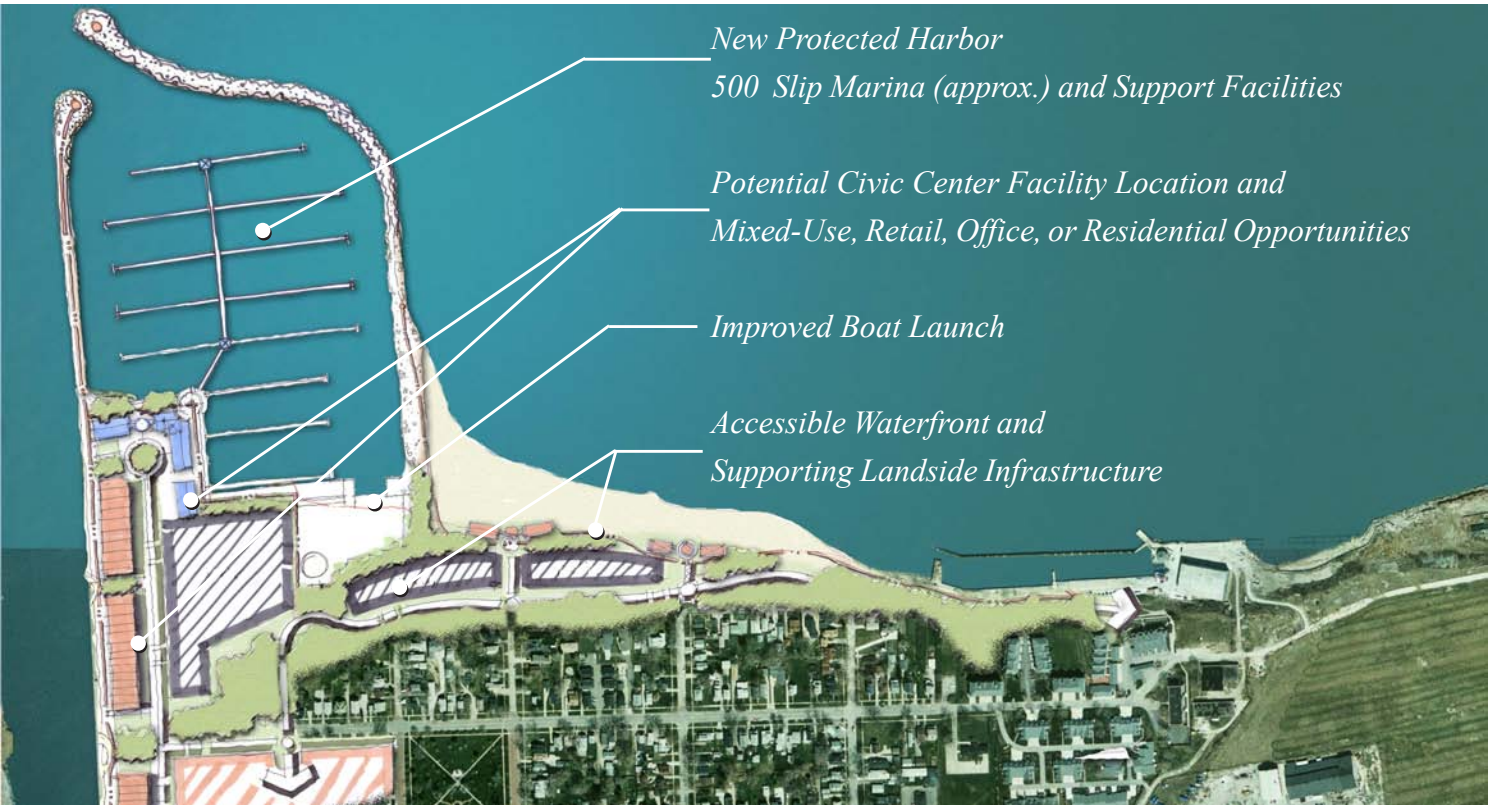 New Protected Harbor
500 Slip Marina (approx.) and Support Facilities
Potential Civic Center Facility Location and
Mixed-Use, Retail, Office, or Residential Opportunities
Improved Boat Launch
Accessible Waterfront and
Supporting Landside Infrastructure